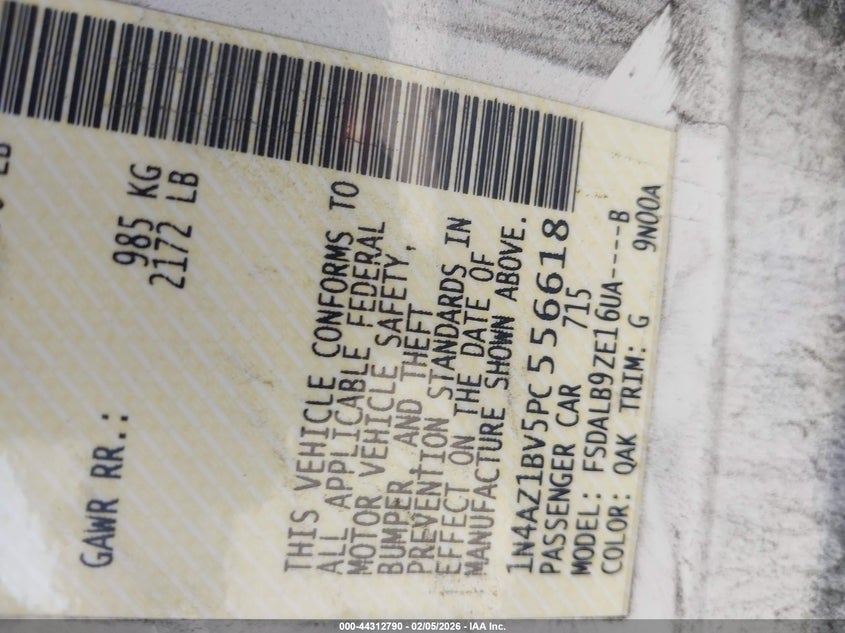 GAWR RR.:
985 KG
2172 LB
THIS VEHICLE CONFORMS TO
ALL APPLICABLE FEDERAL
MOTOR VEHICLE SAFETY,
BUMPER AND THEFT
PREVENTION STANDARDS IN
EFFECT ON THE DATE OF
MANUFACTURE SHOWN ABOVE.
1N4AZ1BV5PC556618
PASSENGER CAR 715
MODEL: FSDALB9ZE16UA----B
COLOR: QAK TRIM: G 9N00A
000-44312790 - 02/05/2026 - IAA Inc.